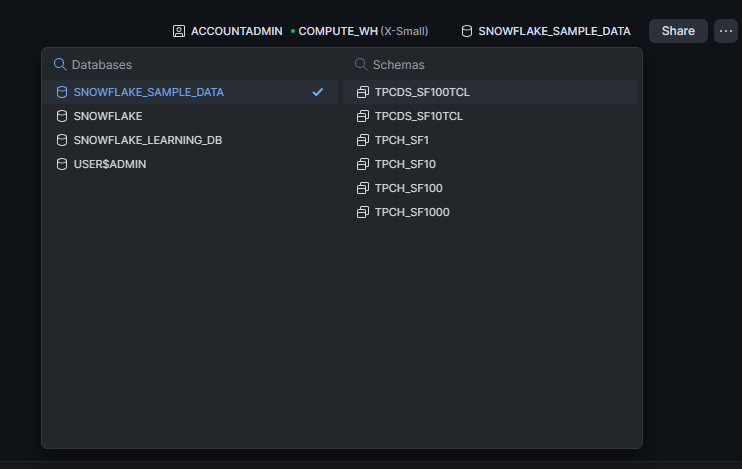 ACCOUNTADMIN • COMPUTE_WH (X-Small) SNOWFLAKE_SAMPLE_DATA Share ...
Databases
SNOWFLAKE_SAMPLE_DATA
SNOWFLAKE
SNOWFLAKE_LEARNING_DB
USER$ADMIN
Schemas
TPCDS_SF100TCL
TPCDS_SF10TCL
TPCH_SF1
TPCH_SF10
TPCH_SF100
TPCH_SF1000